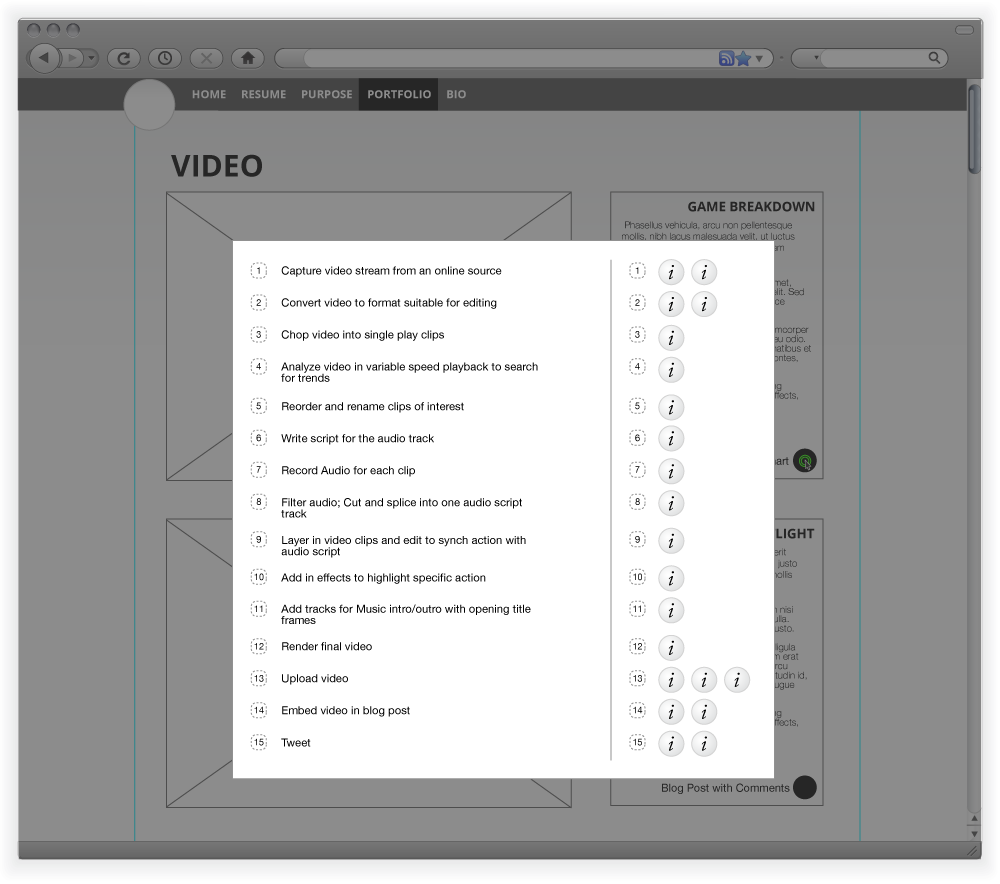 HOME RESUME PURPOSE PORTFOLIO BIO
VIDEO
GAME BREAKDOWN
Phasellus vehicula, arcu non pellentesque
mollis, nibh lacus malesuada velit, ut luctus
1 Capture video stream from an online source
2 Convert video to format suitable for editing
3 Chop video into single play clips
4 Analyze video in variable speed playback to search
for trends
5 Reorder and rename clips of interest
6 Write script for the audio track
7 Record Audio for each clip
8 Filter audio; Cut and splice into one audio script
track
9 Layer in video clips and edit to synch action with
audio script
10 Add in effects to highlight specific action
11 Add tracks for Music intro/outro with opening title
frames
12 Render final video
13 Upload video
14 Embed video in blog post
15 Tweet
1 i i
2 i i
3 i
4 i
5 i
6 i
7 i
8 i
9 i
10 i
11 i
12 i
13 i i i
14 i i
15 i i
elit. Sed
eu odio.
LIGHT
justo
nisi
erat
Blog Post with Comments